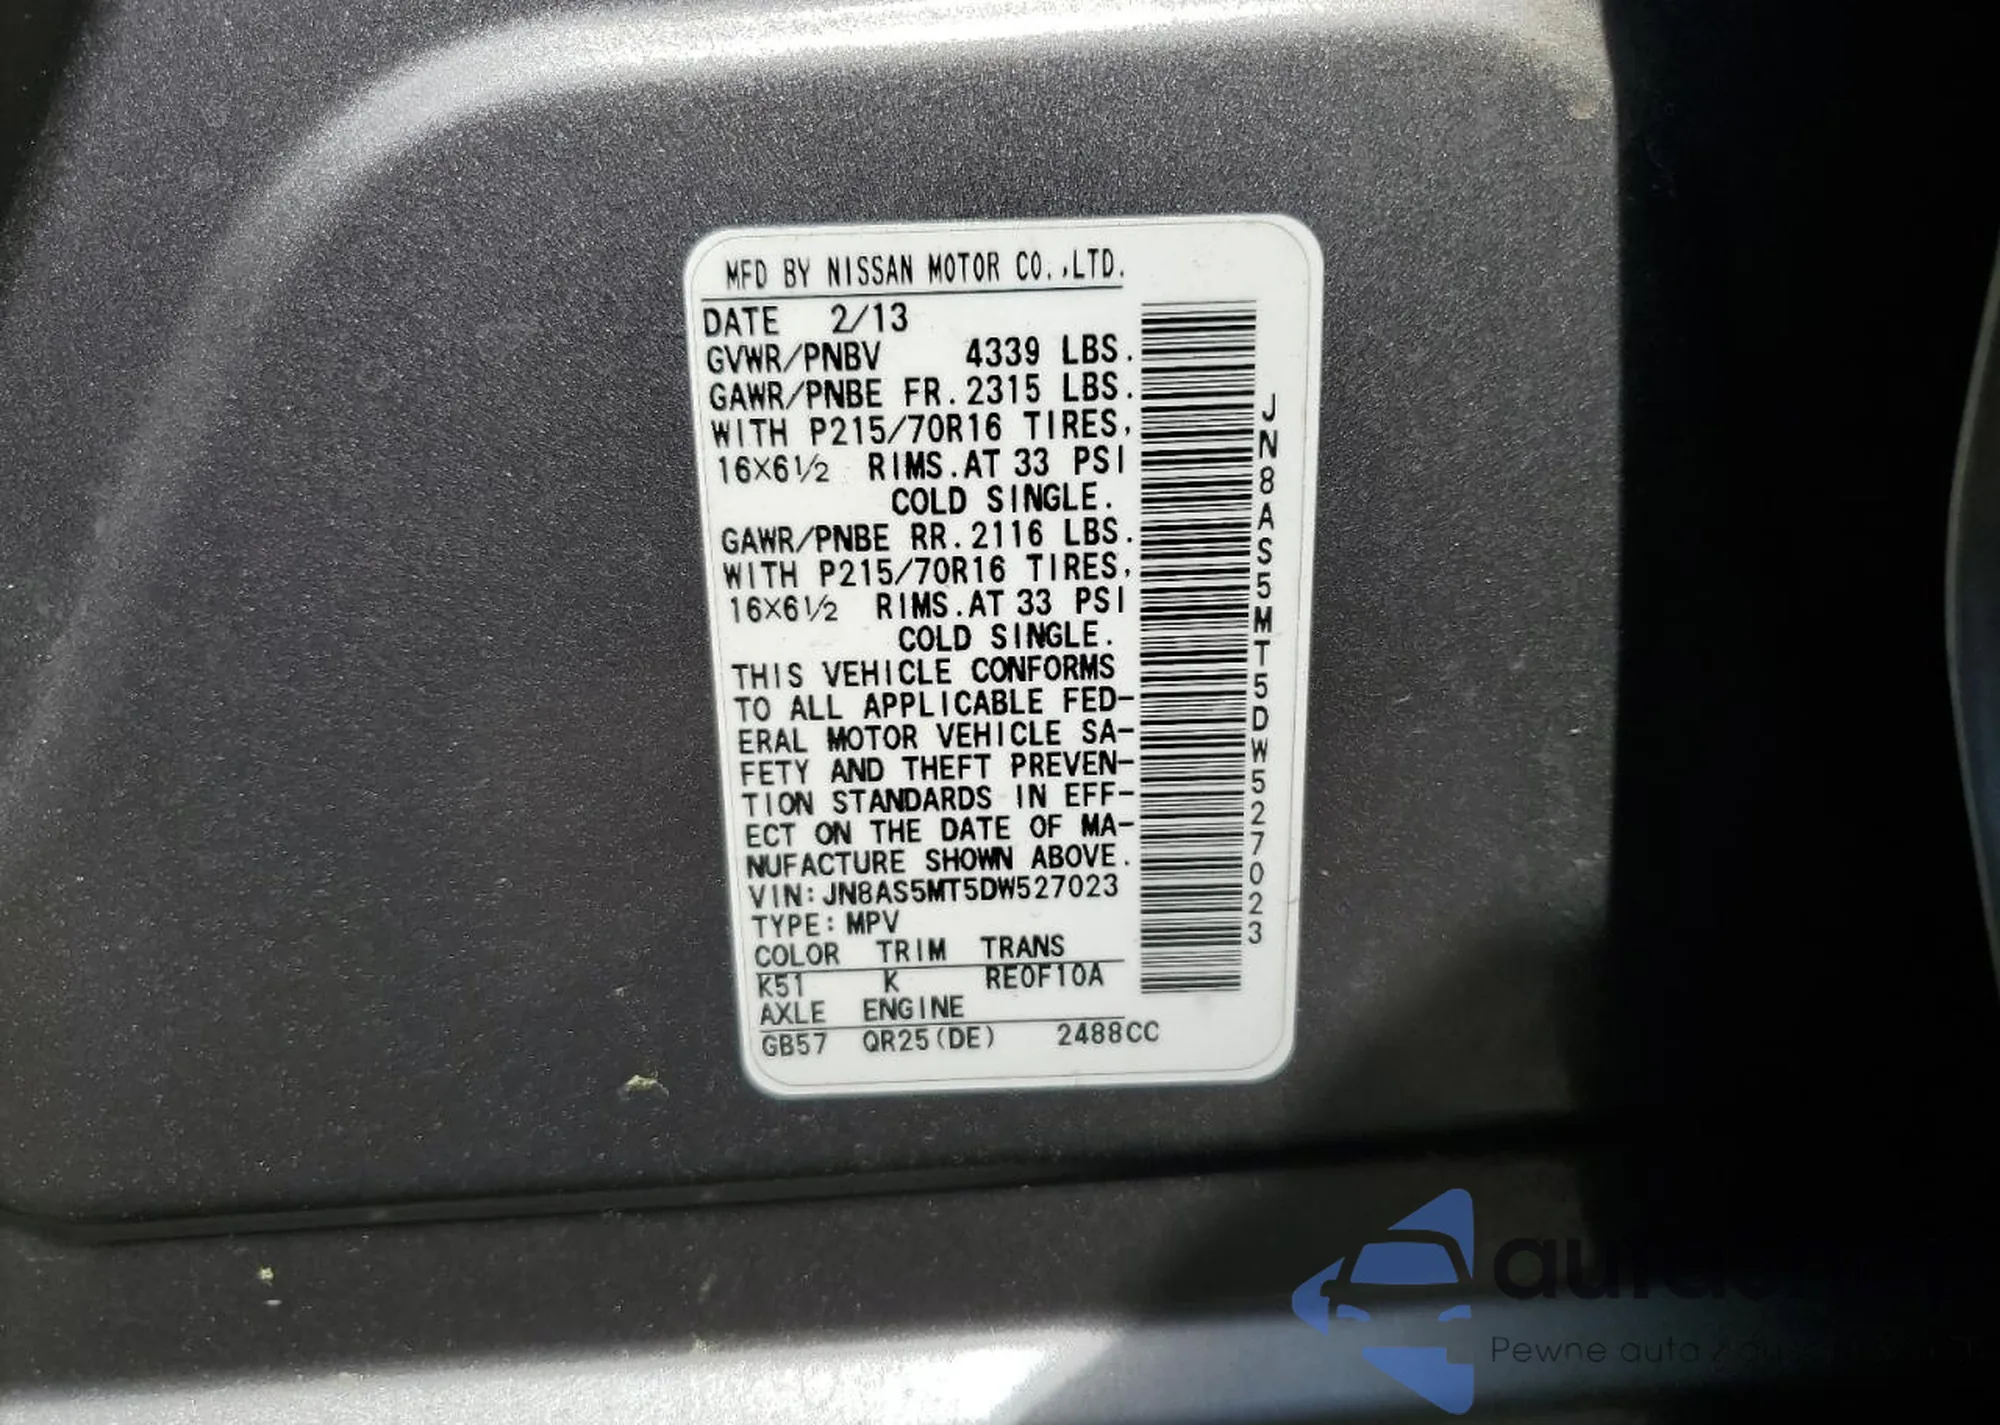 MFD BY NISSAN MOTOR CO.,LTD.
DATE 2/13
GVWR/PNBV 4339 LBS.
GAWR/PNBE FR.2315 LBS.
WITH P215/70R16 TIRES,
16X6½ RIMS.AT 33 PSI
COLD SINGLE.
GAWR/PNBE RR.2116 LBS.
WITH P215/70R16 TIRES,
16X6½ RIMS.AT 33 PSI
COLD SINGLE.
THIS VEHICLE CONFORMS
TO ALL APPLICABLE FED-
ERAL MOTOR VEHICLE SA-
FETY AND THEFT PREVEN-
TION STANDARDS IN EFF-
ECT ON THE DATE OF MA-
NUFACTURE SHOWN ABOVE.
VIN:JN8AS5MT5DW527023
TYPE:MPV
COLOR TRIM TRANS
K51 K RE0F10A
AXLE ENGINE
GB57 QR25(DE) 2488CC
JN8AS5MT5DW527023
Pewne auta z